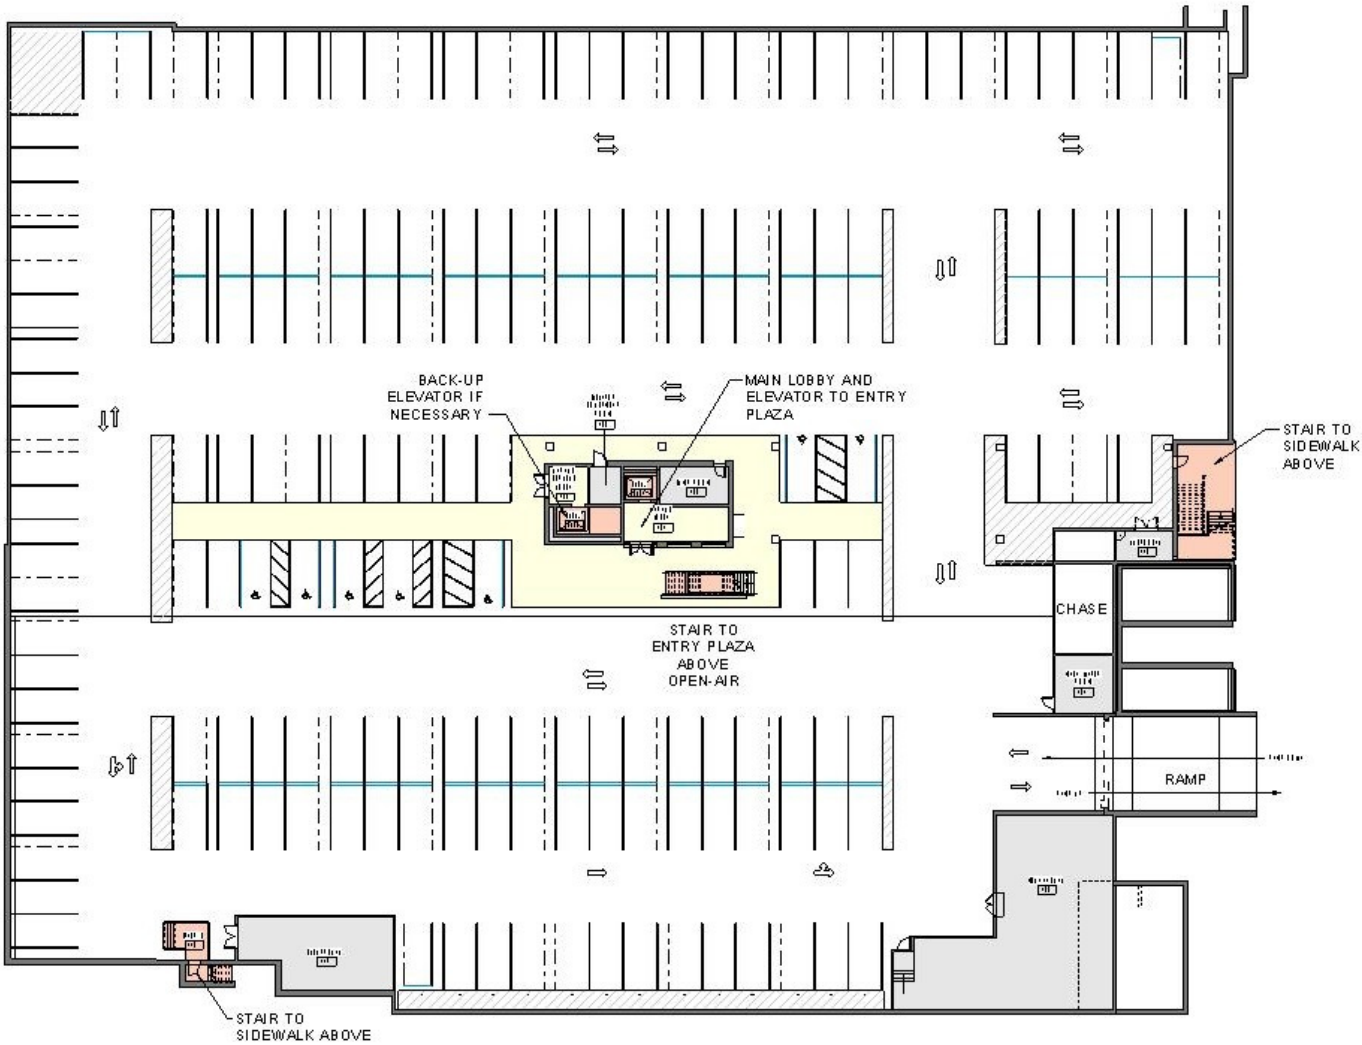 BACK-UP
ELEVATOR IF
NECESSARY
MAIN LOBBY AND
ELEVATOR TO ENTRY
PLAZA
STAIR TO
SIDEWALK
ABOVE
CHASE
STAIR TO
ENTRY PLAZA
ABOVE
OPEN-AIR
RAMP
STAIR TO
SIDEWALK ABOVE